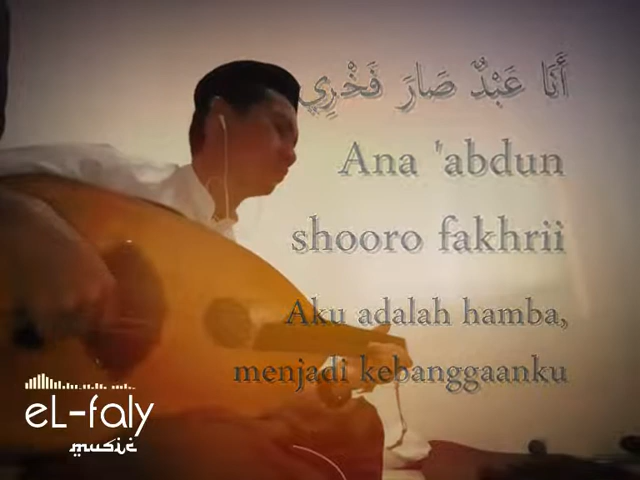 أَنَا عَبْدٌ صَارَ فَخْرِي
Ana 'abdun
shooro fakhrii
Aku adalah hamba,
menjadi kebanggaanku
eL-faly
music